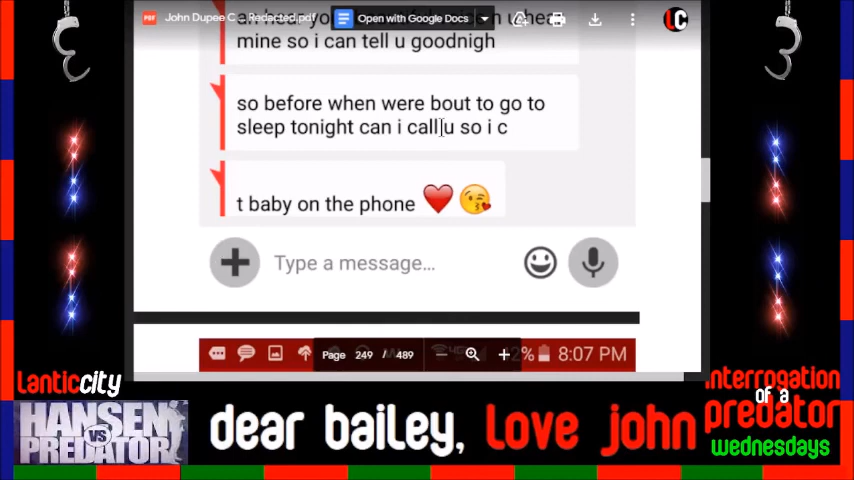 John Dupee C
Redacted.pdf
Open with Google Docs
LC
mine so i can tell u goodnigh
so before when were bout to go to
sleep tonight can i call u so i c
t baby on the phone
Type a message...
Page 249 / 489
2% 8:07 PM
Lanticcity
HANSEN
VS
PREDATOR
dear bailey, love john
interrogation
of a
predator
wednesdays